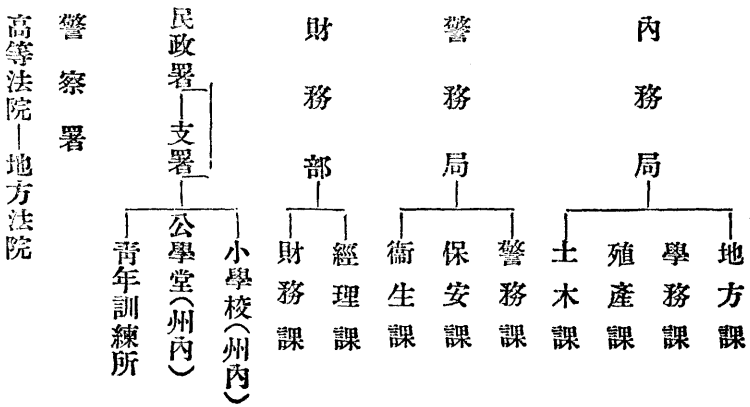 內務局
地方課
學務課
殖產課
土木課
警務局
警務課
保安課
衞生課
財務部
經理課
財務課
民政署—支署
小學校(州內)
公學堂(州內)
靑年訓練所
警察署
高等法院—地方法院